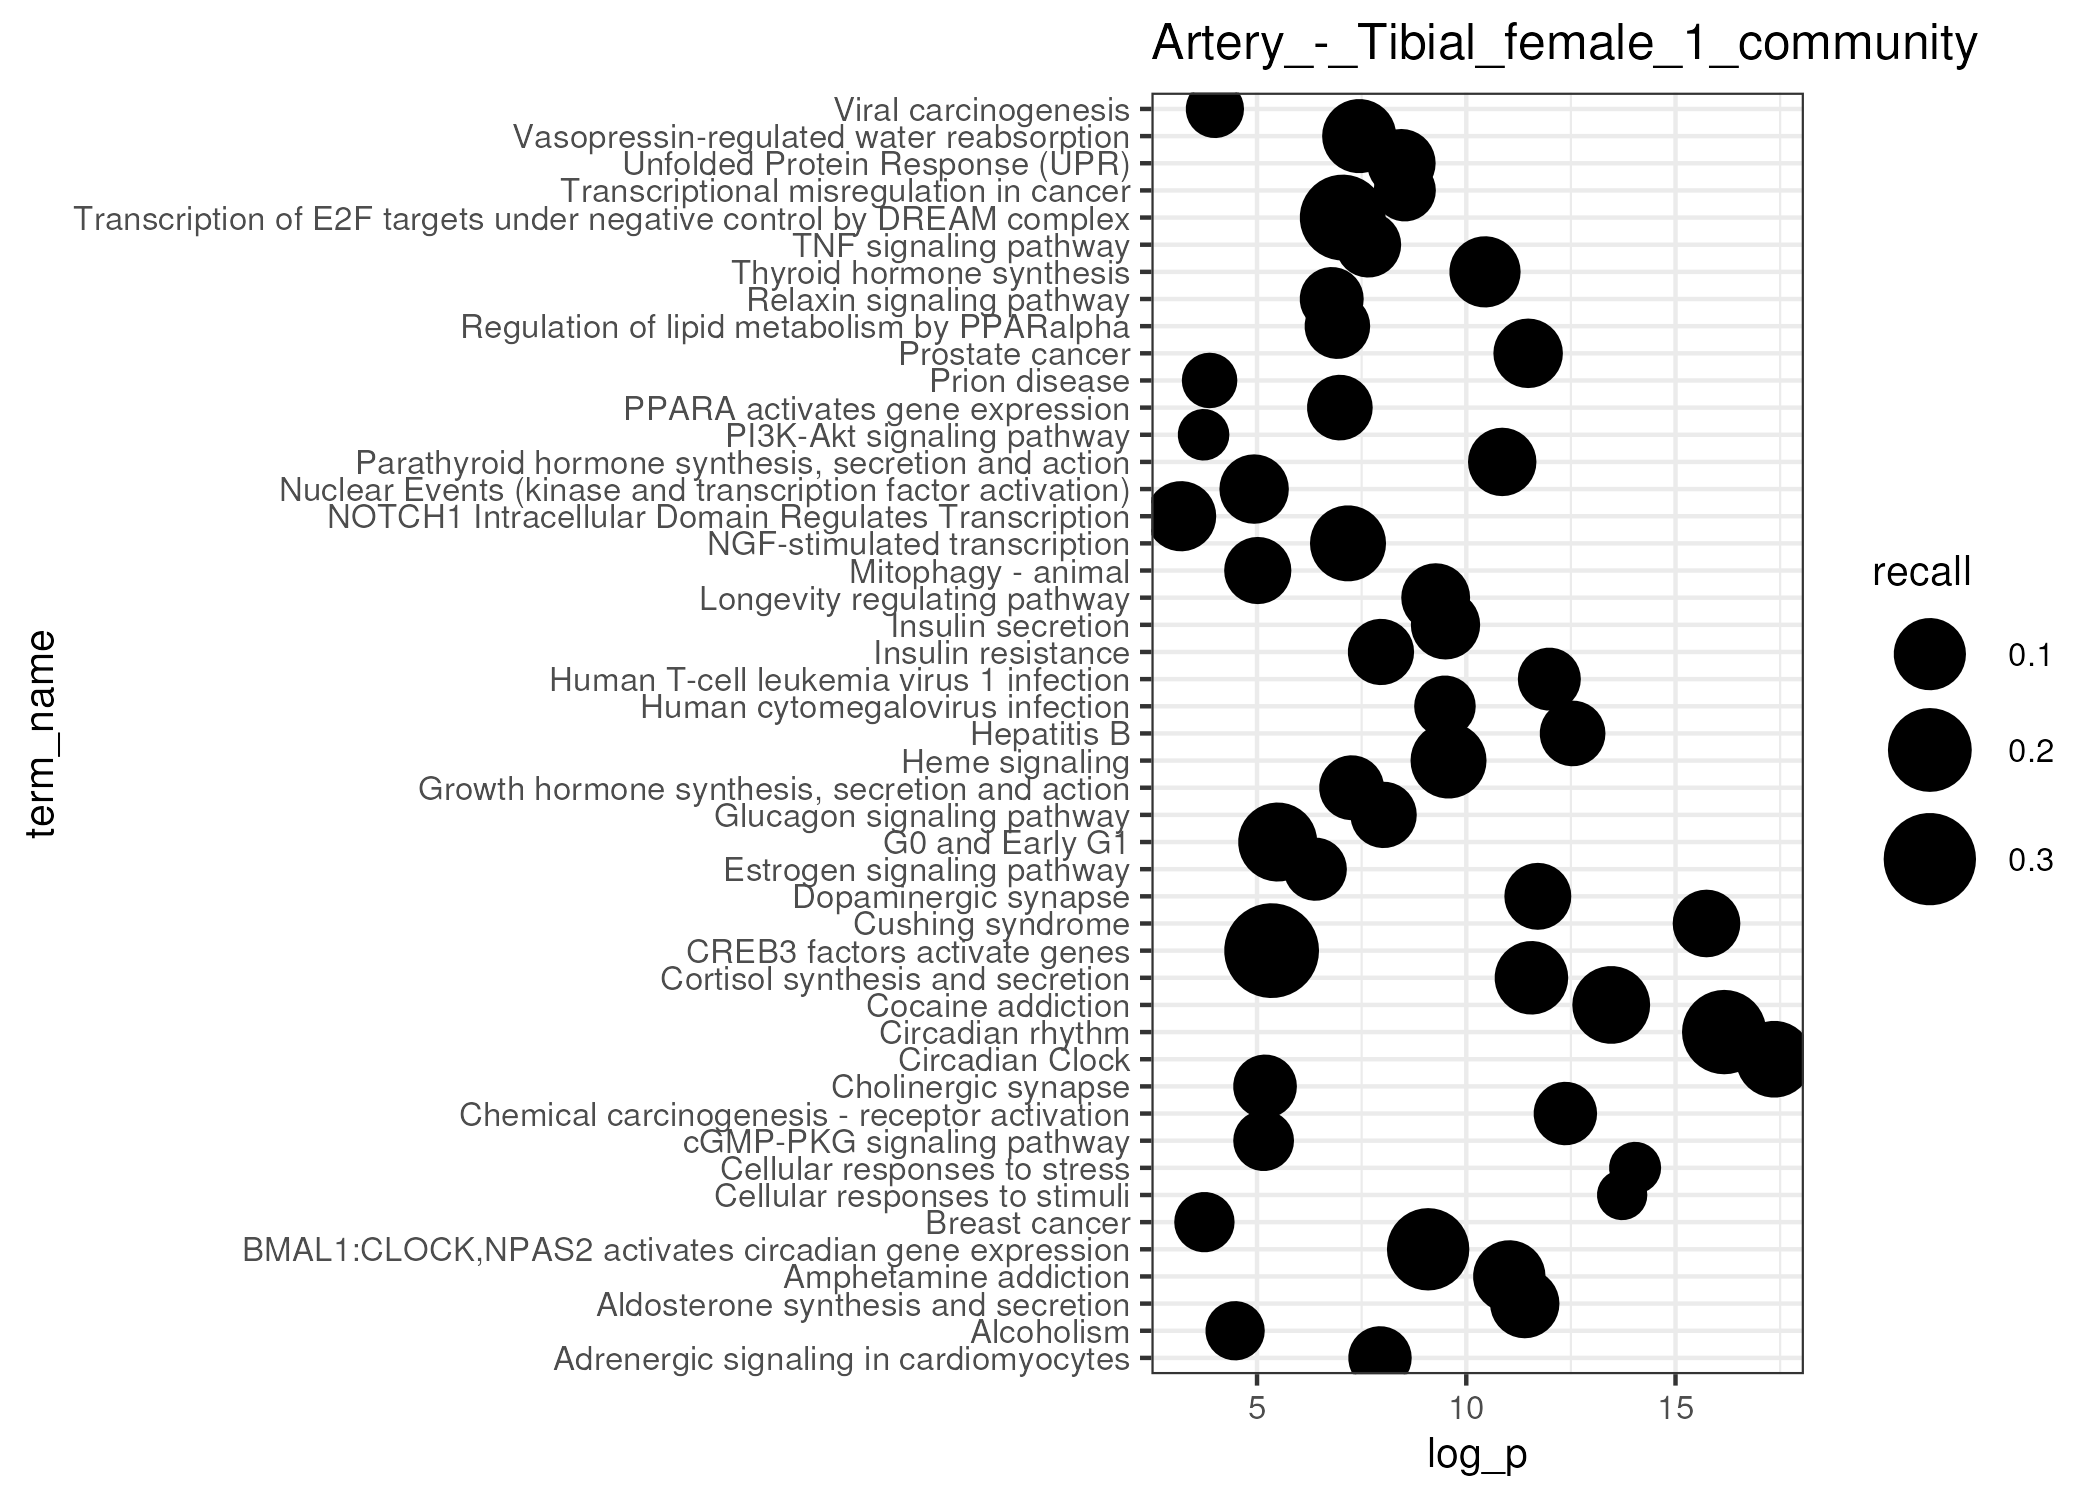 Artery_-_Tibial_female_1_community
Viral carcinogenesis
Vasopressin-regulated water reabsorption
Unfolded Protein Response (UPR)
Transcriptional misregulation in cancer
Transcription of E2F targets under negative control by DREAM complex
TNF signaling pathway
Thyroid hormone synthesis
Relaxin signaling pathway
Regulation of lipid metabolism by PPARalpha
Prostate cancer
Prion disease
PPARA activates gene expression
PI3K-Akt signaling pathway
Parathyroid hormone synthesis, secretion and action
Nuclear Events (kinase and transcription factor activation)
NOTCH1 Intracellular Domain Regulates Transcription
NGF-stimulated transcription
Mitophagy - animal
Longevity regulating pathway
Insulin secretion
Insulin resistance
Human T-cell leukemia virus 1 infection
Human cytomegalovirus infection
Hepatitis B
Heme signaling
Growth hormone synthesis, secretion and action
Glucagon signaling pathway
G0 and Early G1
Estrogen signaling pathway
Dopaminergic synapse
Cushing syndrome
CREB3 factors activate genes
Cortisol synthesis and secretion
Cocaine addiction
Circadian rhythm
Circadian Clock
Cholinergic synapse
Chemical carcinogenesis - receptor activation
cGMP-PKG signaling pathway
Cellular responses to stress
Cellular responses to stimuli
Breast cancer
BMAL1:CLOCK,NPAS2 activates circadian gene expression
Amphetamine addiction
Aldosterone synthesis and secretion
Alcoholism
Adrenergic signaling in cardiomyocytes
term_name
5 10 15
log_p
recall
0.1
0.2
0.3